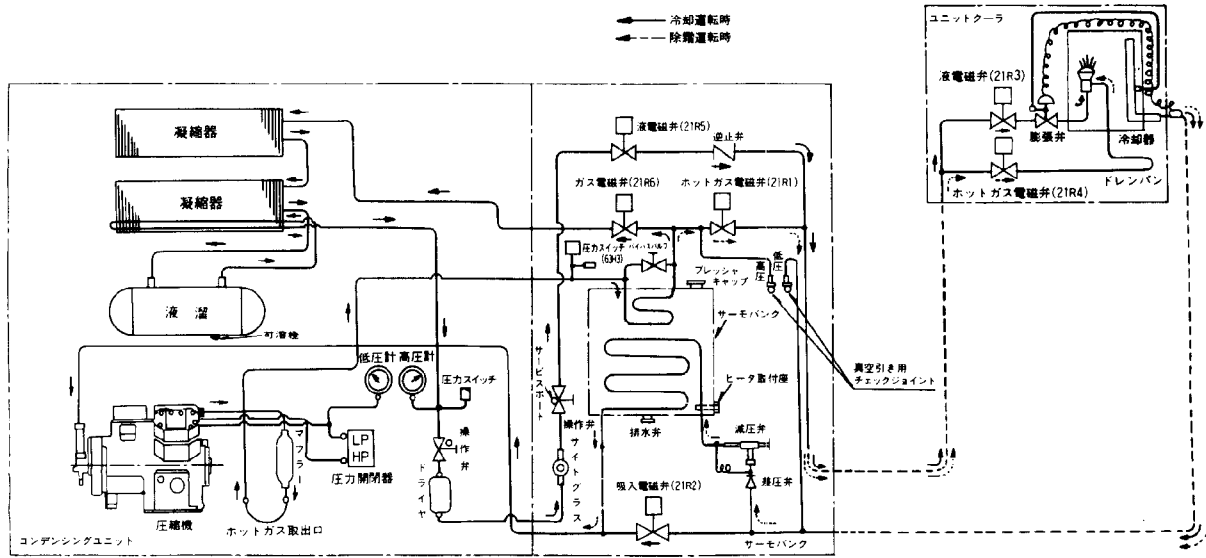 冷却運転時
除霜運転時
ユニットクーラ
液電磁弁(21R3)
膨張弁
冷却器
ホットガス電磁弁(21R4)
ドレンパン
凝縮器
凝縮器
液溜
可溶栓
液電磁弁(21R5)
逆止弁
ガス電磁弁(21R6)
ホットガス電磁弁(21R1)
圧力スイッチ
(63H3)
バイパスバルブ
プレッシャ
キャップ
高圧
低圧
サーモバンク
真空引き用
チェックジョイント
ヒータ取付座
排水弁
減圧弁
差圧弁
吸入電磁弁(21R2)
サーモバンク
サービスポート
操作弁
サイトグラス
低圧計
高圧計
圧力スイッチ
操作弁
ドライヤ
LP
HP
圧力開閉器
マフラー
圧縮機
ホットガス取出口
コンデンシングユニット